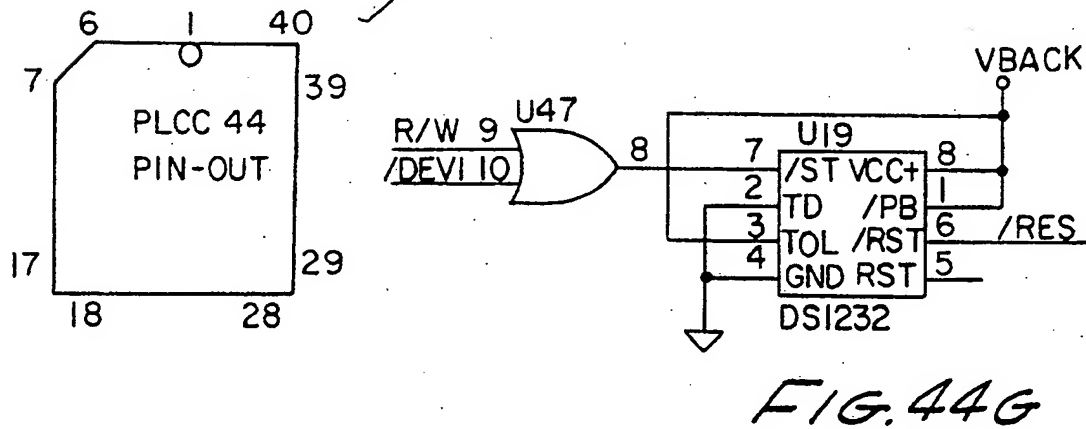 6 1 40
7 39
PLCC 44
PIN-OUT
17 29
18 28
U47
R/W 9
/DEV1 10
8
VBACK
U19
7 /ST VCC+ 8
2 TD /PB 1
3 TOL /RST 6 /RES
4 GND RST 5
DS1232
FIG. 44G